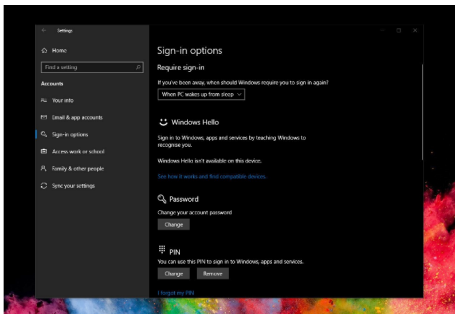 Settings
Home
Find a setting
Accounts
Your info
Email & app accounts
Sign-in options
Access work or school
Family & other people
Sync your settings
Sign-in options
Require sign-in
If you've been away, when should Windows require you to sign in again?
When PC wakes up from sleep
Windows Hello
Sign in to Windows, apps and services by teaching Windows to
recognise you.
Windows Hello isn't available on this device.
See how it works and find compatible devices.
Password
Change your account password
Change
PIN
You can use this PIN to sign in to Windows, apps and services.
Change Remove
I forgot my PIN